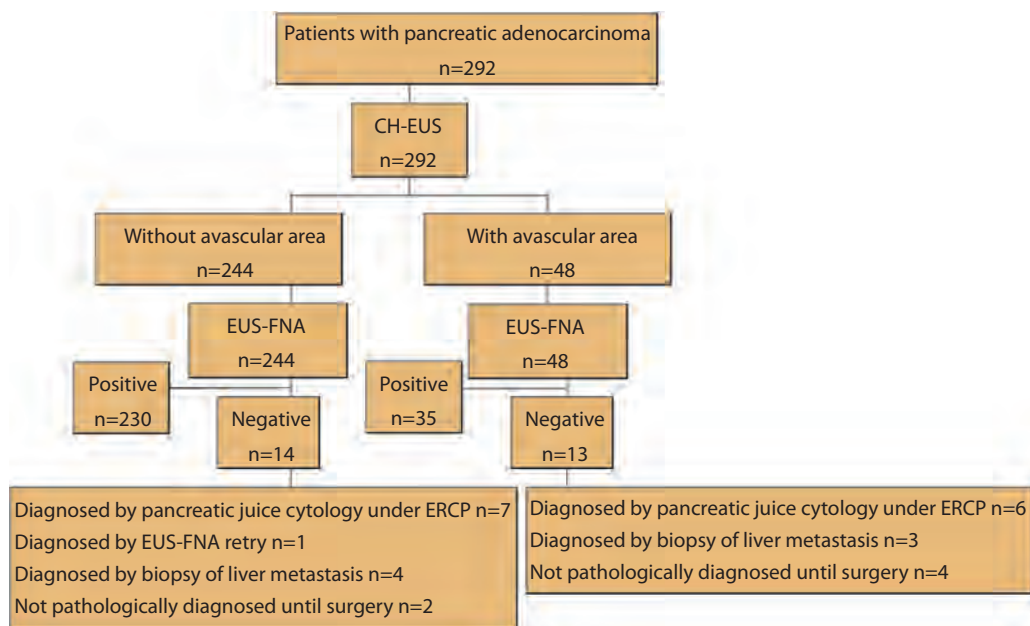 Patients with pancreatic adenocarcinoma
n=292
CH-EUS
n=292
Without avascular area
n=244
With avascular area
n=48
EUS-FNA
n=244
EUS-FNA
n=48
Positive
n=230
Negative
n=14
Positive
n=35
Negative
n=13
Diagnosed by pancreatic juice cytology under ERCP n=7
Diagnosed by EUS-FNA retry n=1
Diagnosed by biopsy of liver metastasis n=4
Not pathologically diagnosed until surgery n=2
Diagnosed by pancreatic juice cytology under ERCP n=6
Diagnosed by biopsy of liver metastasis n=3
Not pathologically diagnosed until surgery n=4